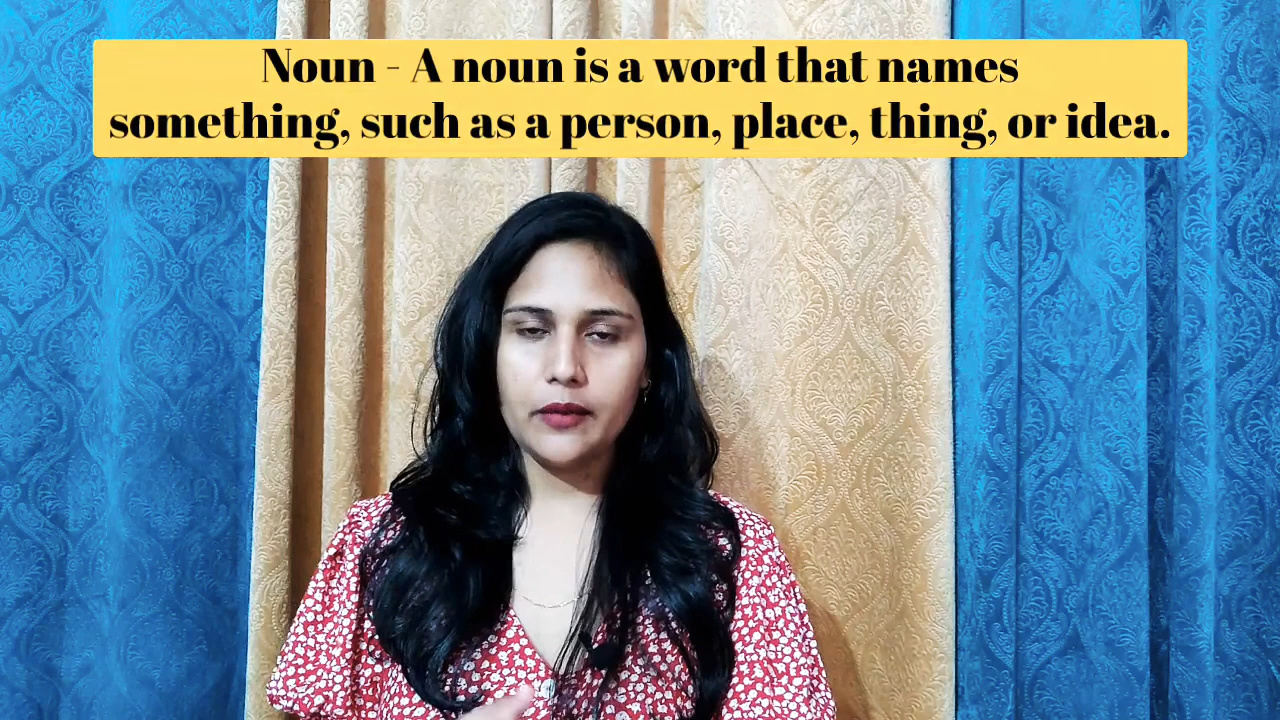 Noun - A noun is a word that names
something, such as a person, place, thing, or idea.